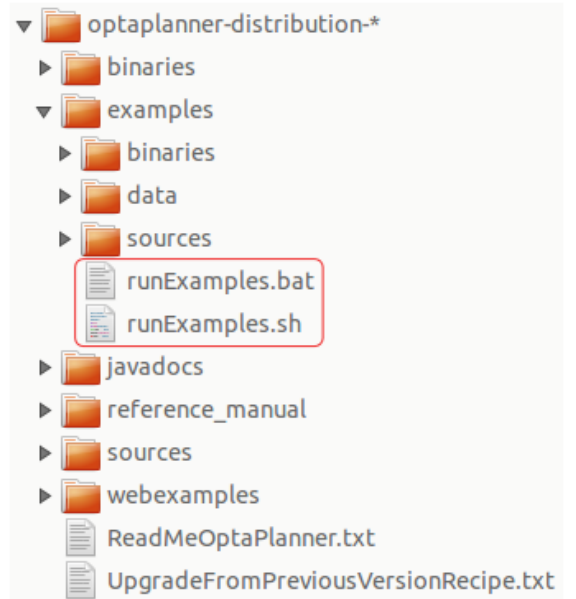 optaplanner-distribution-*
binaries
examples
binaries
data
sources
runExamples.bat
runExamples.sh
javadocs
reference_manual
sources
webexamples
ReadMeOptaPlanner.txt
UpgradeFromPreviousVersionRecipe.txt